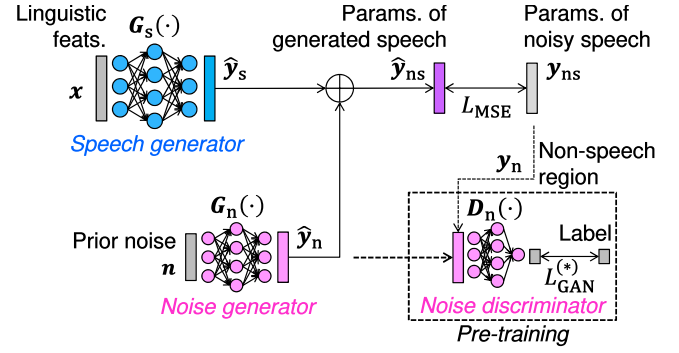 Linguistic
feats.
G_s(·)
x
ŷ_s
Speech generator
Params. of
generated speech
ŷ_ns
L_MSE
Params. of
noisy speech
y_ns
y_n
Non-speech
region
G_n(·)
Prior noise
n
ŷ_n
Noise generator
D_n(·)
Label
L_GAN^(*)
Noise discriminator
Pre-training